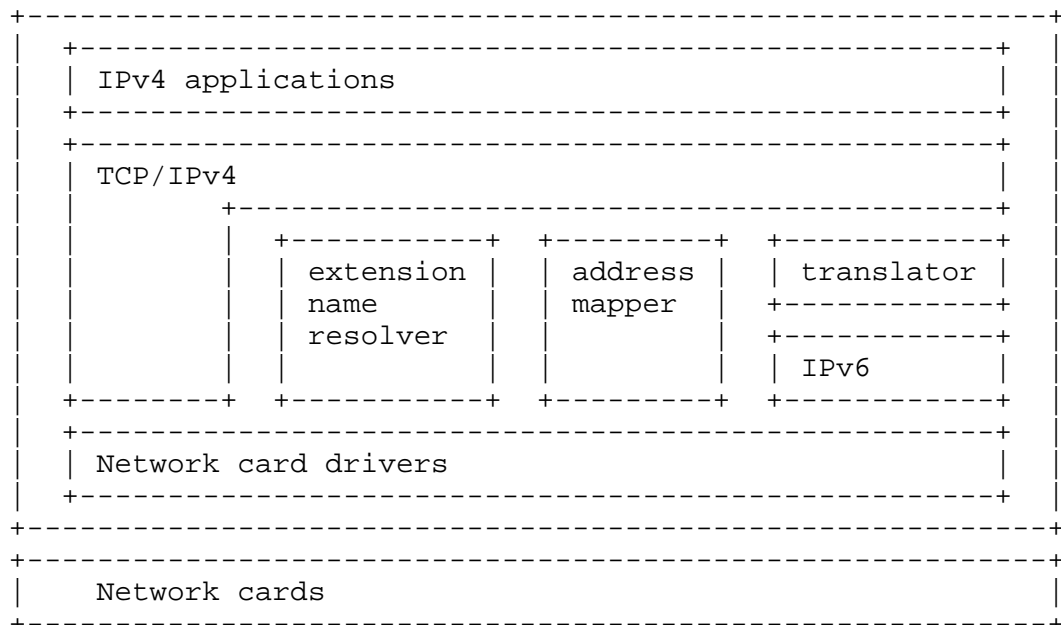 IPv4 applications
TCP/IPv4
extension address translator
name mapper
resolver
IPv6
Network card drivers
Network cards